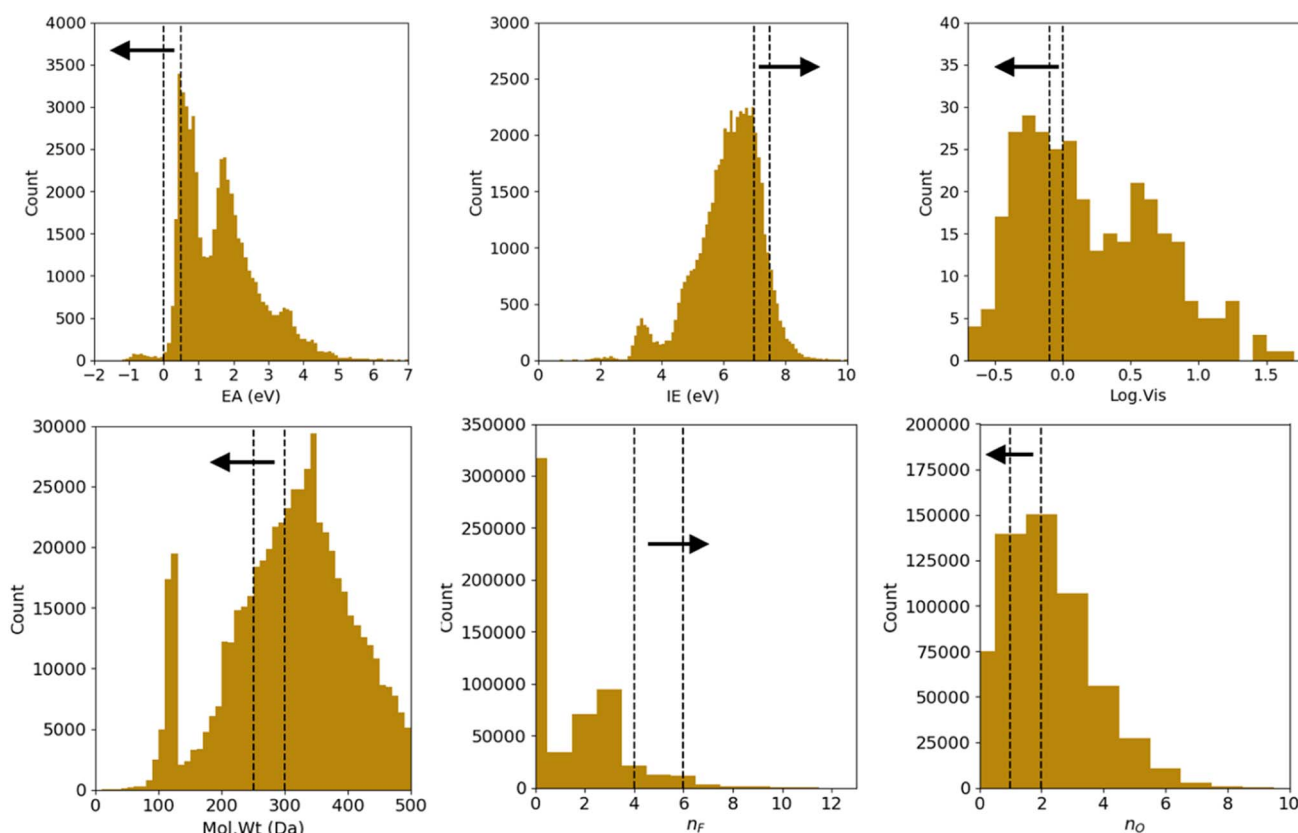 4000
3500
3000
2500
2000
1500
1000
500
0
Count
−2 −1 0 1 2 3 4 5 6 7
EA (eV)
3000
2500
2000
1500
1000
500
0
Count
0 2 4 6 8 10
IE (eV)
40
35
30
25
20
15
10
5
0
Count
−0.5 0.0 0.5 1.0 1.5
Log.Vis
30000
25000
20000
15000
10000
5000
0
Count
100 200 300 400 500
Mol.Wt (Da)
350000
300000
250000
200000
150000
100000
50000
0
Count
0 2 4 6 8 10 12
n_F
200000
175000
150000
125000
100000
75000
50000
25000
0
Count
0 2 4 6 8 10
n_O